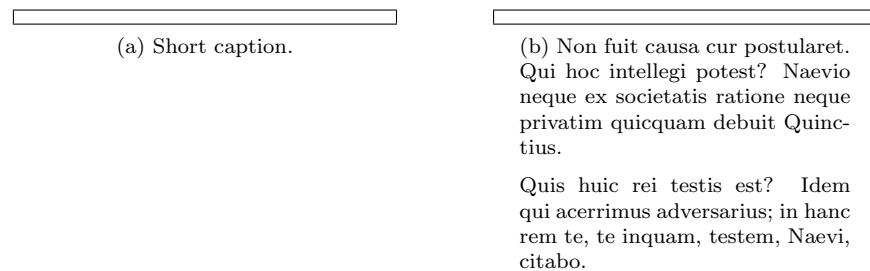 (a) Short caption.
(b) Non fuit causa cur postularet.
Qui hoc intellegi potest? Naevio
neque ex societatis ratione neque
privatim quicquam debuit Quinc-
tius.
Quis huic rei testis est? Idem
qui acerrimus adversarius; in hanc
rem te, te inquam, testem, Naevi,
citabo.